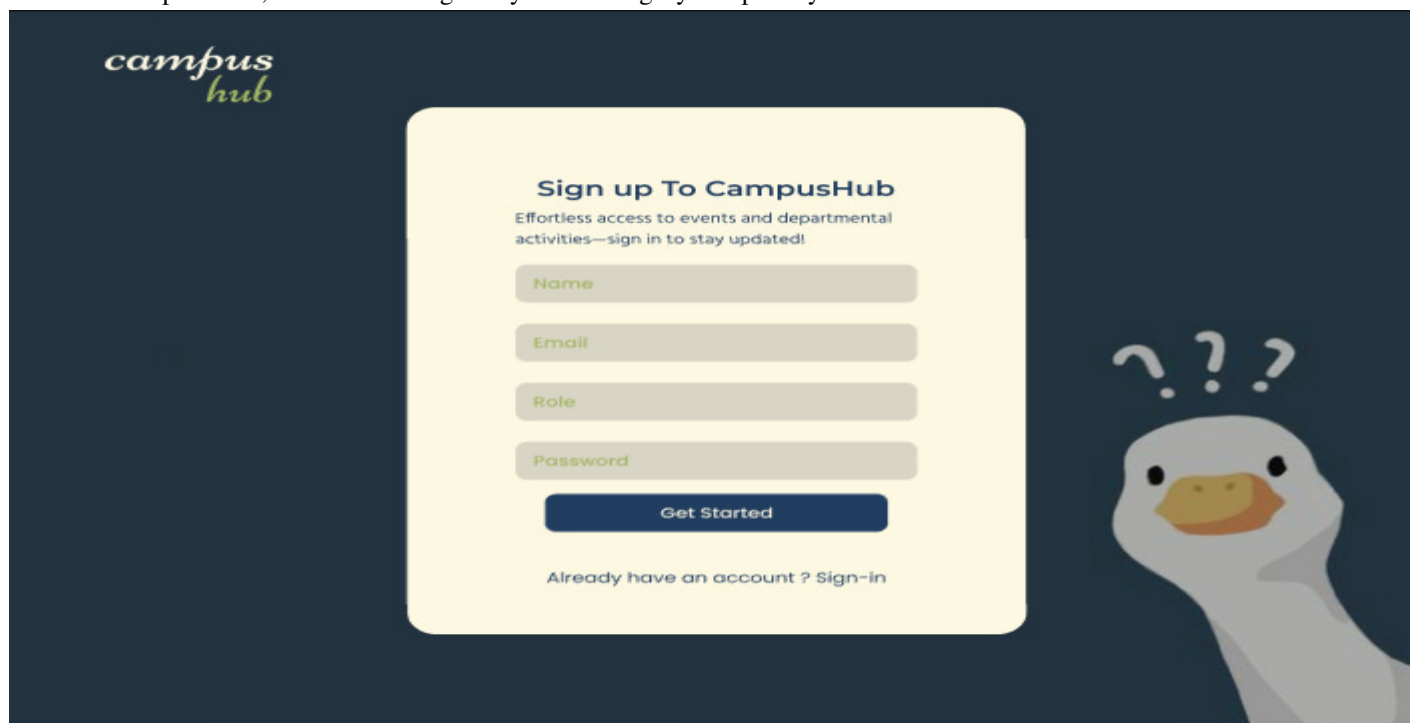 campus
hub
Sign up To CampusHub
Effortless access to events and departmental
activities—sign in to stay updated!
Name
Email
Role
Password
Get Started
Already have an account ? Sign-in
???